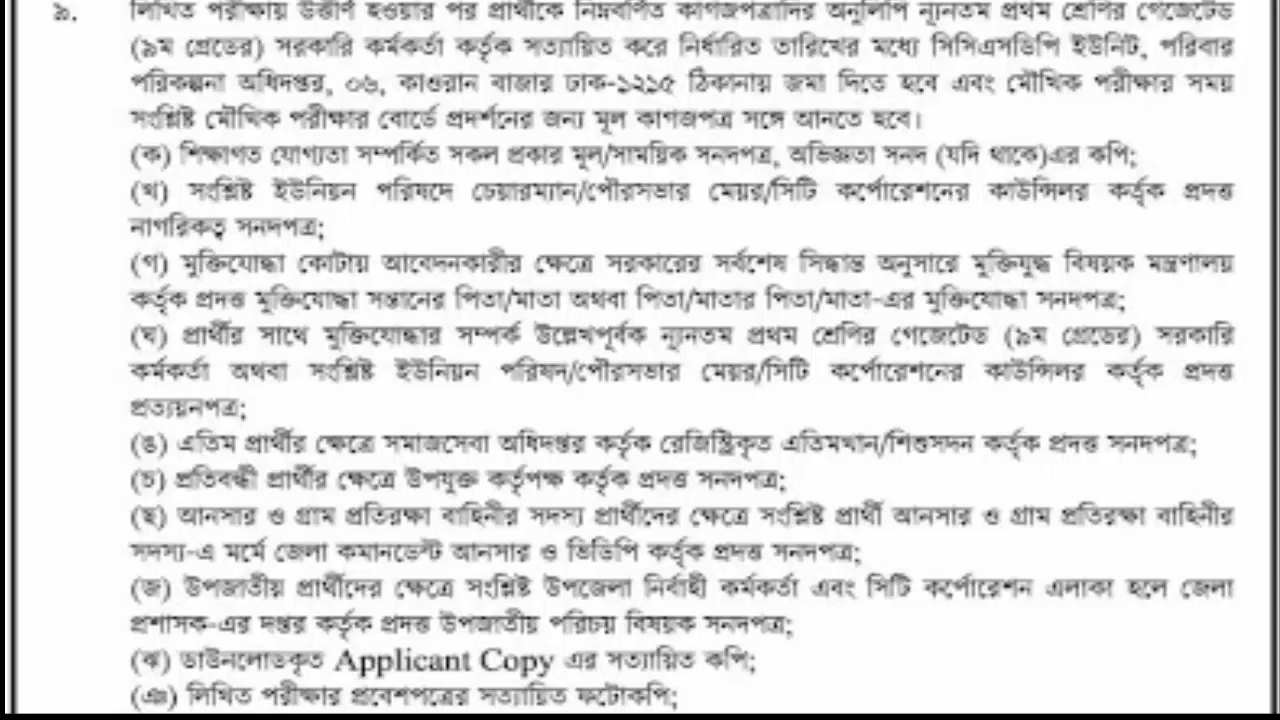 ৯. লিখিত পরীক্ষায় উত্তীর্ণ হওয়ার পর প্রার্থীকে নিম্নবর্ণিত কাগজপত্রাদির অনুলিপি ন্যূনতম প্রথম শ্রেণির গেজেটেড
(৯ম গ্রেডের) সরকারি কর্মকর্তা কর্তৃক সত্যায়িত করে নির্ধারিত তারিখের মধ্যে সিসিএসডিপি ইউনিট, পরিবার
পরিকল্পনা অধিদপ্তর, ০৬, কাওরান বাজার ঢাক-১২১৫ ঠিকানায় জমা দিতে হবে এবং মৌখিক পরীক্ষার সময়
সংশ্লিষ্ট মৌখিক পরীক্ষার বোর্ডে প্রদর্শনের জন্য মূল কাগজপত্র সঙ্গে আনতে হবে।
(ক) শিক্ষাগত যোগ্যতা সম্পর্কিত সকল প্রকার মূল/সাময়িক সনদপত্র, অভিজ্ঞতা সনদ (যদি থাকে)এর কপি;
(খ) সংশ্লিষ্ট ইউনিয়ন পরিষদে চেয়ারম্যান/পৌরসভার মেয়র/সিটি কর্পোরেশনের কাউন্সিলর কর্তৃক প্রদত্ত
নাগরিকত্ব সনদপত্র;
(গ) মুক্তিযোদ্ধা কোটায় আবেদনকারীর ক্ষেত্রে সরকারের সর্বশেষ সিদ্ধান্ত অনুসারে মুক্তিযুদ্ধ বিষয়ক মন্ত্রণালয়
কর্তৃক প্রদত্ত মুক্তিযোদ্ধা সন্তানের পিতা/মাতা অথবা পিতা/মাতার পিতা/মাতা-এর মুক্তিযোদ্ধা সনদপত্র;
(ঘ) প্রার্থীর সাথে মুক্তিযোদ্ধার সম্পর্ক উল্লেখপূর্বক ন্যূনতম প্রথম শ্রেণির গেজেটেড (৯ম গ্রেডের) সরকারি
কর্মকর্তা অথবা সংশ্লিষ্ট ইউনিয়ন পরিষদ/পৌরসভার মেয়র/সিটি কর্পোরেশনের কাউন্সিলর কর্তৃক প্রদত্ত
প্রত্যয়নপত্র;
(ঙ) এতিম প্রার্থীর ক্ষেত্রে সমাজসেবা অধিদপ্তর কর্তৃক রেজিষ্ট্রিকৃত এতিমখান/শিশুসদন কর্তৃক প্রদত্ত সনদপত্র;
(চ) প্রতিবন্ধী প্রার্থীর ক্ষেত্রে উপযুক্ত কর্তৃপক্ষ কর্তৃক প্রদত্ত সনদপত্র;
(ছ) আনসার ও গ্রাম প্রতিরক্ষা বাহিনীর সদস্য প্রার্থীদের ক্ষেত্রে সংশ্লিষ্ট প্রার্থী আনসার ও গ্রাম প্রতিরক্ষা বাহিনীর
সদস্য-এ মর্মে জেলা কমানডেন্ট আনসার ও ভিডিপি কর্তৃক প্রদত্ত সনদপত্র;
(জ) উপজাতীয় প্রার্থীদের ক্ষেত্রে সংশ্লিষ্ট উপজেলা নির্বাহী কর্মকর্তা এবং সিটি কর্পোরেশন এলাকা হলে জেলা
প্রশাসক-এর দপ্তর কর্তৃক প্রদত্ত উপজাতীয় পরিচয় বিষয়ক সনদপত্র;
(ঝ) ডাউনলোডকৃত Applicant Copy এর সত্যায়িত কপি;
(ঞ) লিখিত পরীক্ষার প্রবেশপত্রের সত্যায়িত ফটোকপি;